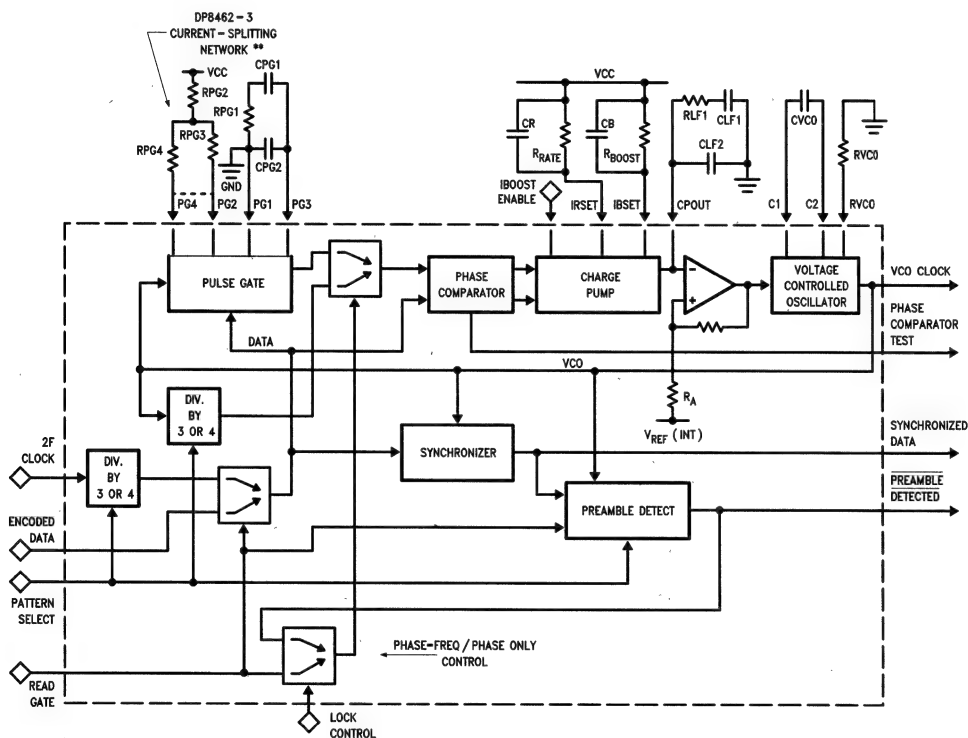 DP8462-3
CURRENT-SPLITTING
NETWORK **
VCC
RPG2
RPG4
RPG3
RPG1
CPG1
CPG2
GND
PG4
PG2
PG1
PG3
VCC
CR
R_RATE
CB
R_BOOST
IBOOST
ENABLE
IRSET
IBSET
RLF1
CLF1
CLF2
CPOUT
CVCO
C1
C2
RVCO
RVCO
PULSE GATE
PHASE
COMPARATOR
CHARGE
PUMP
-
+
VOLTAGE
CONTROLLED
OSCILLATOR
VCO CLOCK
PHASE
COMPARATOR
TEST
DATA
VCO
R_A
V_REF (INT)
DIV.
BY
3 OR 4
2F
CLOCK
DIV.
BY
3 OR 4
SYNCHRONIZER
SYNCHRONIZED
DATA
PREAMBLE DETECT
PREAMBLE
DETECTED
ENCODED
DATA
PATTERN
SELECT
PHASE-FREQ/PHASE ONLY
CONTROL
READ
GATE
LOCK
CONTROL